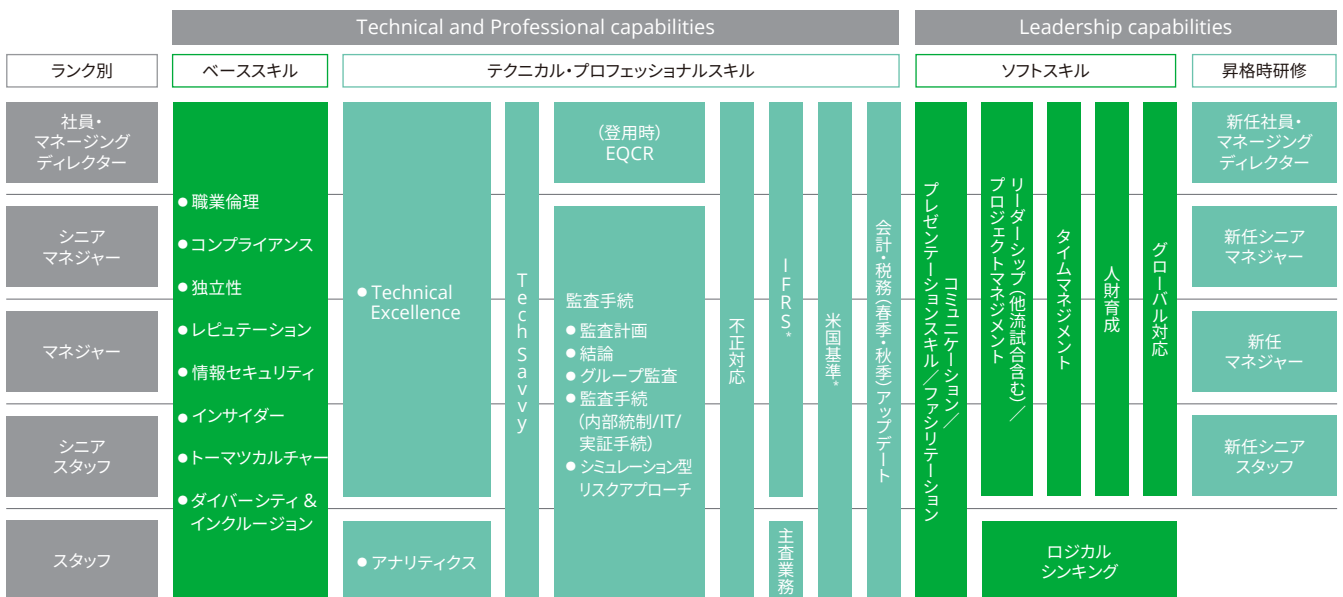 Technical and Professional capabilities
Leadership capabilities
ランク別
ベーススキル
テクニカル・プロフェッショナルスキル
ソフトスキル
昇格時研修
社員・
マネージング
ディレクター
シニア
マネジャー
マネジャー
シニア
スタッフ
スタッフ
●職業倫理
●コンプライアンス
●独立性
●レピュテーション
●情報セキュリティ
●インサイダー
●トーマツカルチャー
●ダイバーシティ &
インクルージョン
●Technical
Excellence
●アナリティクス
Tech Savvy
(登用時)
EQCR
監査手続
●監査計画
●結論
●グループ監査
●監査手続
(内部統制/IT/
実証手続)
●シミュレーション型
リスクアプローチ
不正対応
IFRS*
主査業務
米国基準*
会計・税務(春季・秋季)アップデート
コミュニケーション/
プレゼンテーションスキル/ファシリテーション
リーダーシップ(他流試合含む)/
プロジェクトマネジメント
タイムマネジメント
人財育成
グローバル対応
ロジカル
シンキング
新任社員・
マネージング
ディレクター
新任シニア
マネジャー
新任
マネジャー
新任シニア
スタッフ